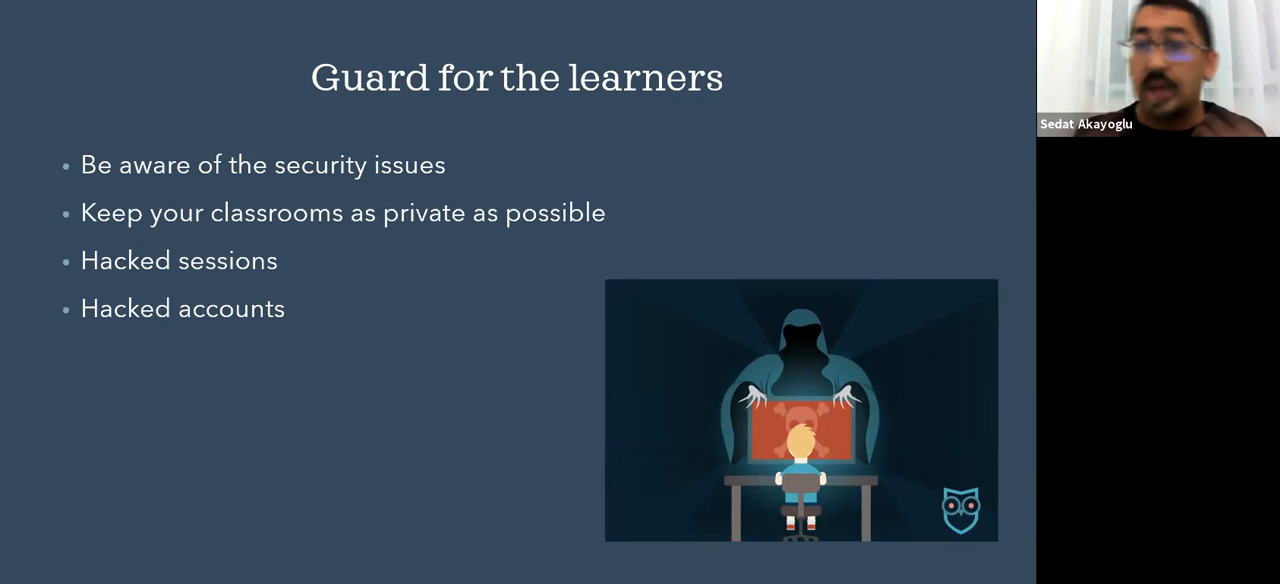 Guard for the learners
Be aware of the security issues
Keep your classrooms as private as possible
Hacked sessions
Hacked accounts
Sedat Akayoglu